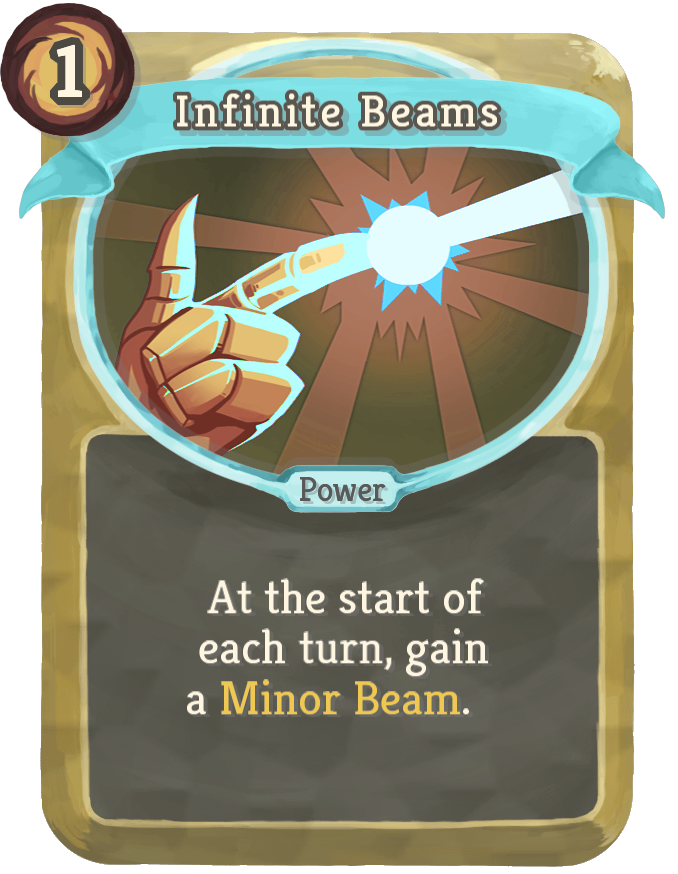 1
Infinite Beams
Power
At the start of
each turn, gain
a Minor Beam.